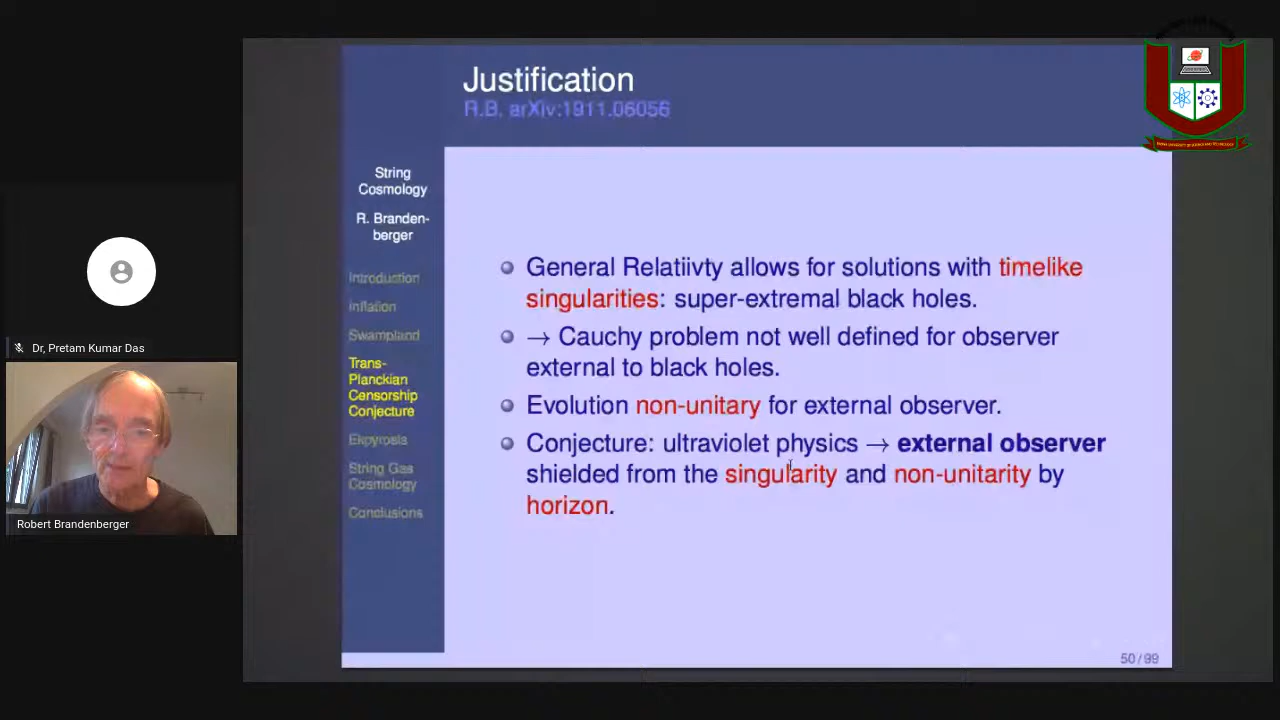 Justification
R.B. arXiv:1911.06056
String
Cosmology
R. Branden-
berger
Introduction
Inflation
Swampland
Trans-
Planckian
Censorship
Conjecture
Ekpyrosis
String Gas
Cosmology
Conclusions
General Relatiivty allows for solutions with timelike
singularities: super-extremal black holes.
→ Cauchy problem not well defined for observer
external to black holes.
Evolution non-unitary for external observer.
Conjecture: ultraviolet physics → external observer
shielded from the singularity and non-unitarity by
horizon.
50/99
Dr, Pretam Kumar Das
Robert Brandenberger